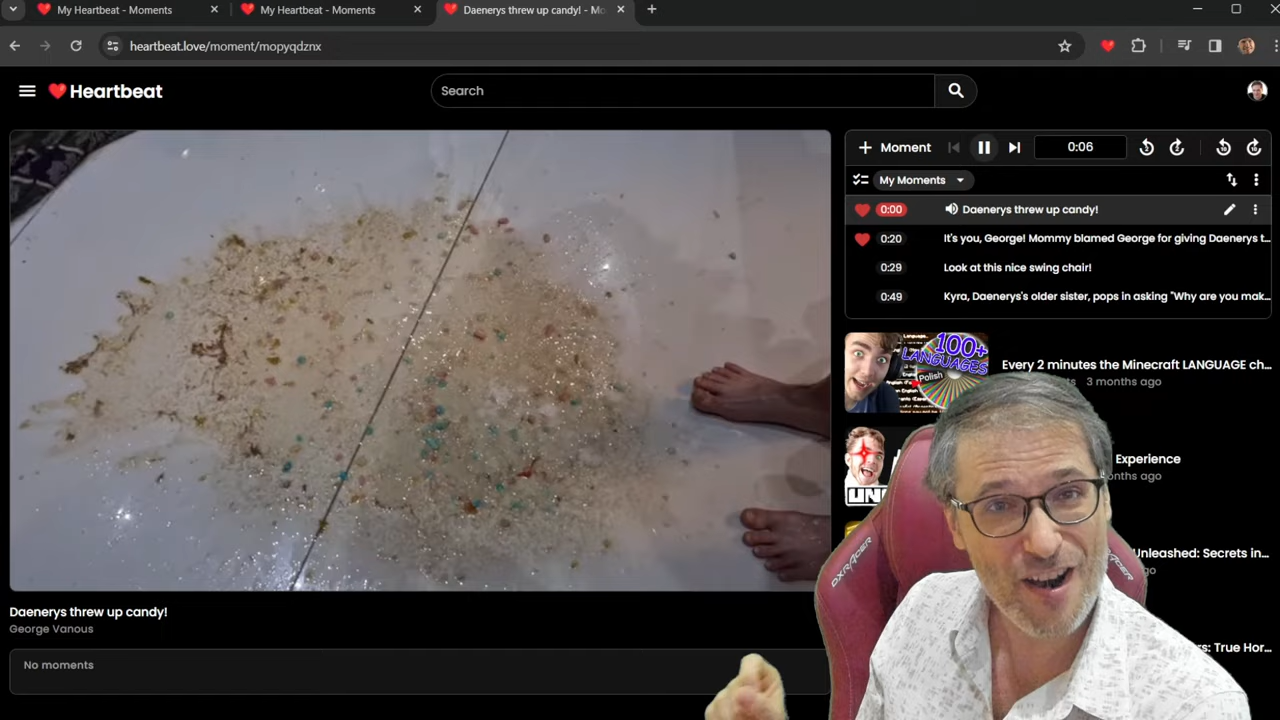 My Heartbeat - Moments
My Heartbeat - Moments
Daenerys threw up candy! - Mo
heartbeat.love/moment/mopyqdznx
Heartbeat
Search
Moment
0:06
My Moments
0:00 Daenerys threw up candy!
0:20 It's you, George! Mommy blamed George for giving Daenerys t...
0:29 Look at this nice swing chair!
0:49 Kyra, Daenerys's older sister, pops in asking "Why are you mak...
100+
LANGUAGES
Polish
Every 2 minutes the Minecraft LANGUAGE ch...
3 months ago
Experience
ago
UN
Unleashed: Secrets in...
DXRACER
Daenerys threw up candy!
George Vanous
True Hor...
No moments